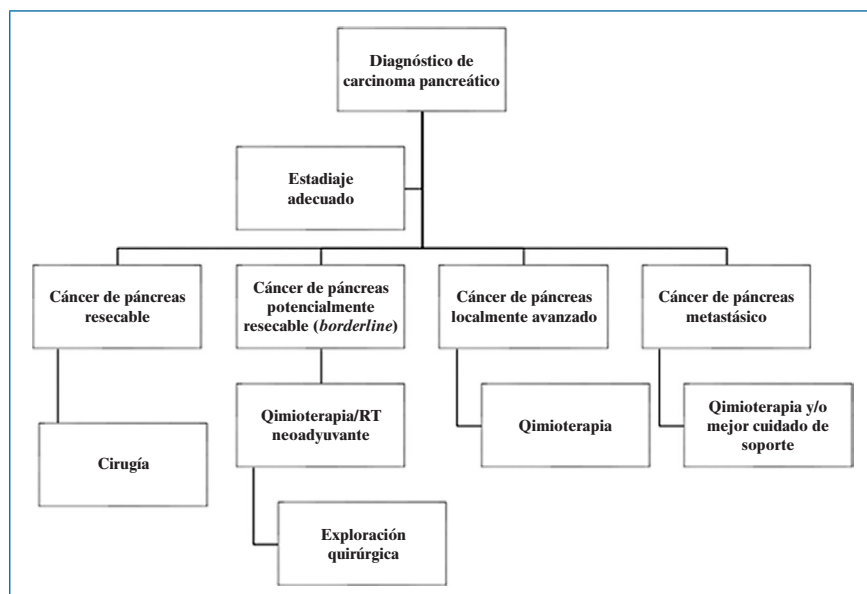 Diagnóstico de
carcinoma pancreático
Estadiaje
adecuado
Cáncer de páncreas
resecable
Cáncer de páncreas
potencialmente
resecable (borderline)
Cáncer de páncreas
localmente avanzado
Cáncer de páncreas
metastásico
Cirugía
Qimioterapia/RT
neoadyuvante
Exploración
quirúrgica
Qimioterapia
Qimioterapia y/o
mejor cuidado de
soporte